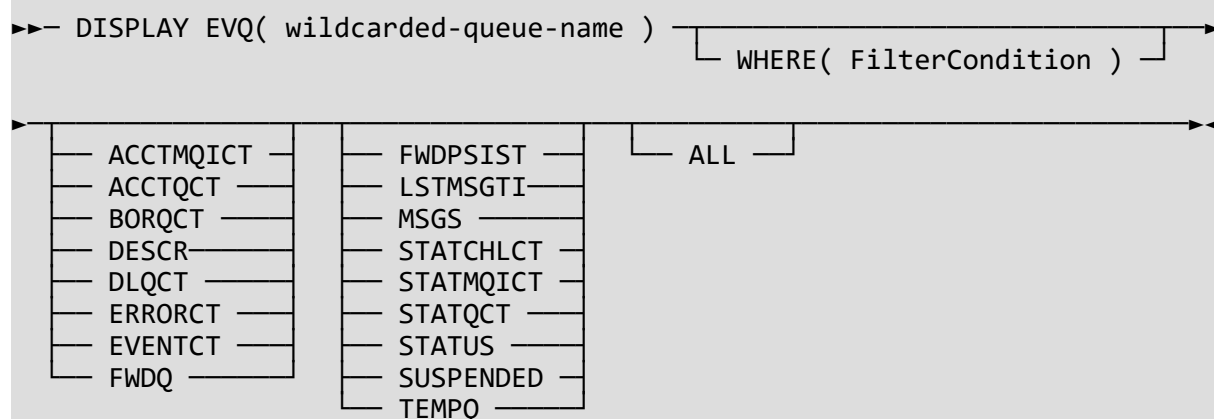 DISPLAY EVQ( wildcarded-queue-name )
WHERE( FilterCondition )
ACCTMQICT FWDPSIST ALL
ACCTQCT LSTMSGTI
BORQCT MSGS
DESCR STATCHLCT
DLQCT STATMQICT
ERRORCT STATQCT
EVENTCT STATUS
FWDQ SUSPENDED
TEMPQ